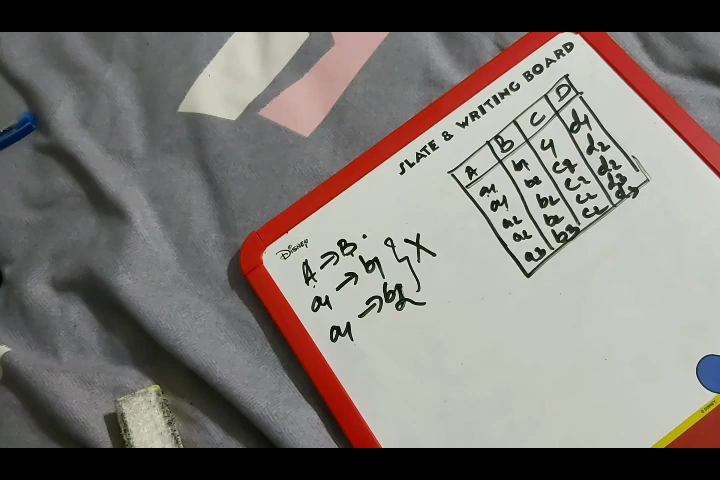 SLATE & WRITING BOARD
DISNEY
A B C D
a1 b1 c1 d1
a1 b2 c2 d2
a2 b2 c2 d2
a2 b2 c2 d3
a3 b3 c2 d3
A → B.
a1 → b1 } X
a1 → b2